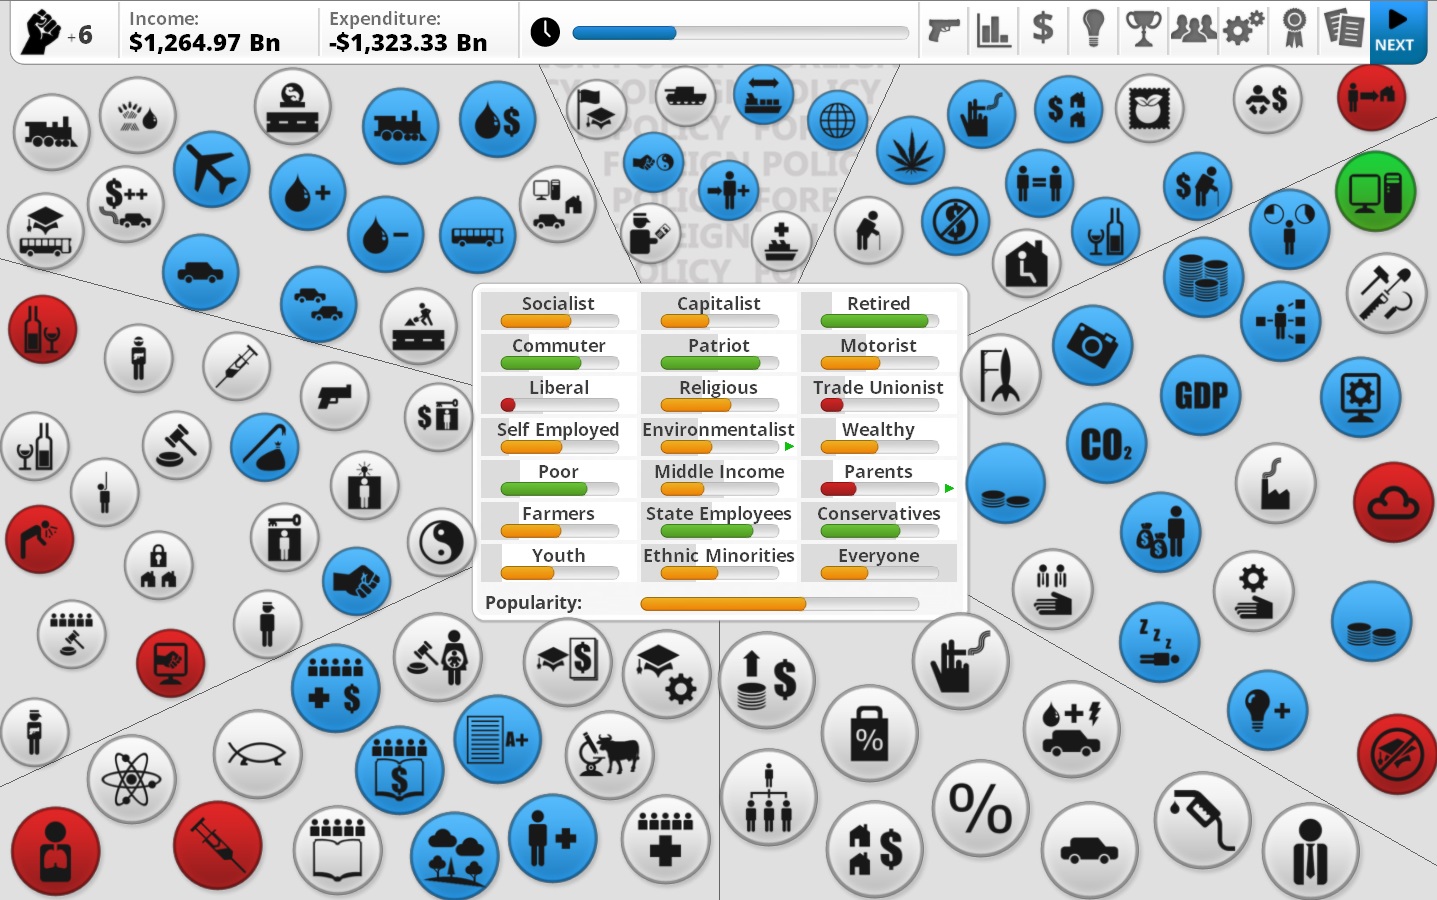 +6
Income:
$1,264.97 Bn
Expenditure:
-$1,323.33 Bn
NEXT
FOREIGN POLICY
Socialist Capitalist Retired
Commuter Patriot Motorist
Liberal Religious Trade Unionist
Self Employed Environmentalist Wealthy
Poor Middle Income Parents
Farmers State Employees Conservatives
Youth Ethnic Minorities Everyone
Popularity:
$
$++
$
+
-
$
$
$
$
$
GDP
CO₂
$
$
$
A+
$
$
$
%
%
$
z z z
+